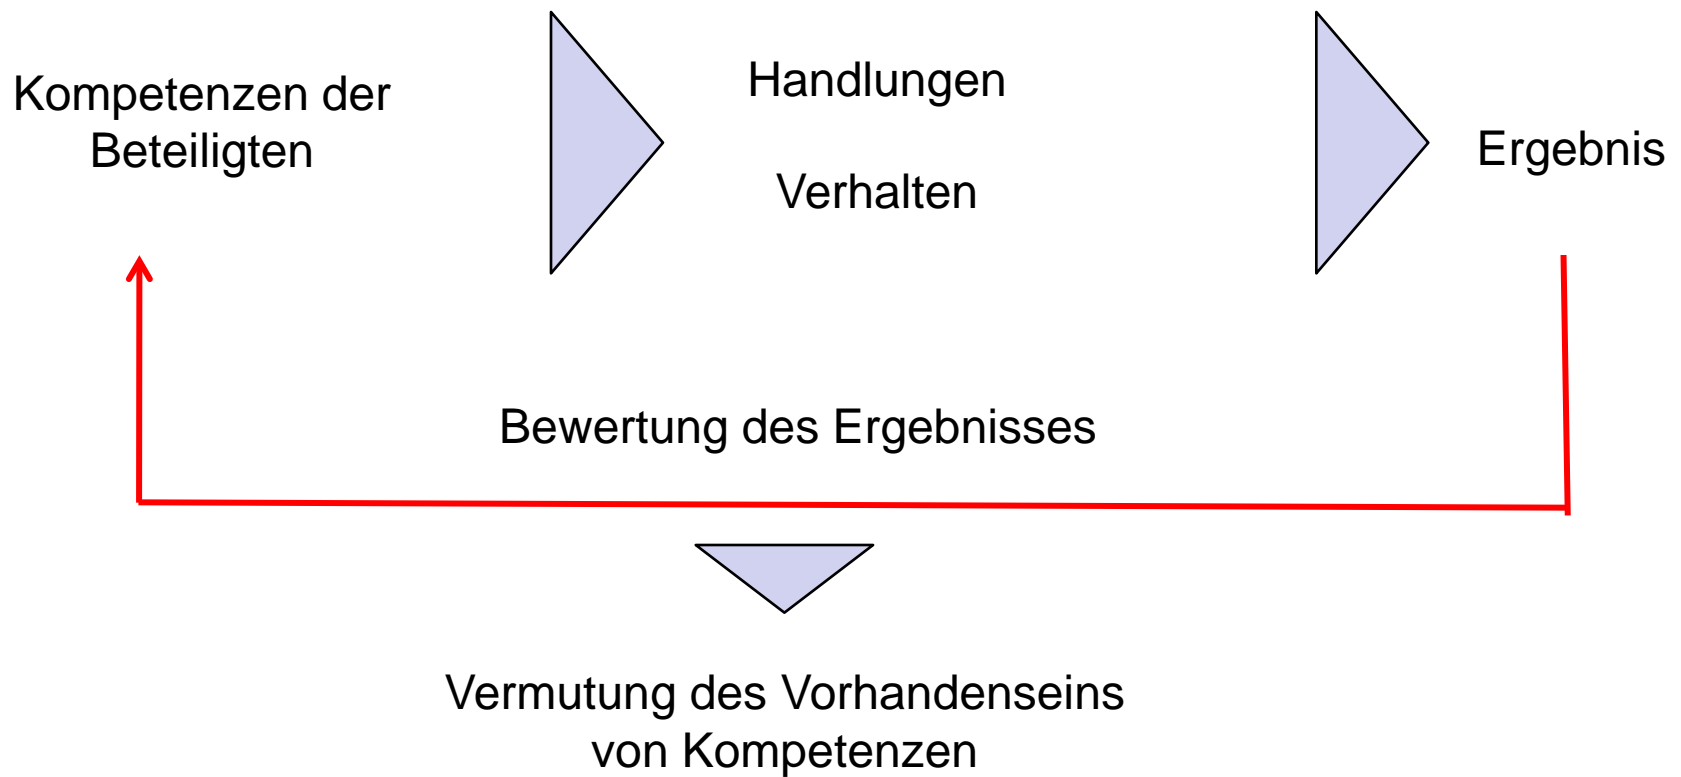 Kompetenzen der
Beteiligten
Handlungen
Verhalten
Ergebnis
Bewertung des Ergebnisses
Vermutung des Vorhandenseins
von Kompetenzen